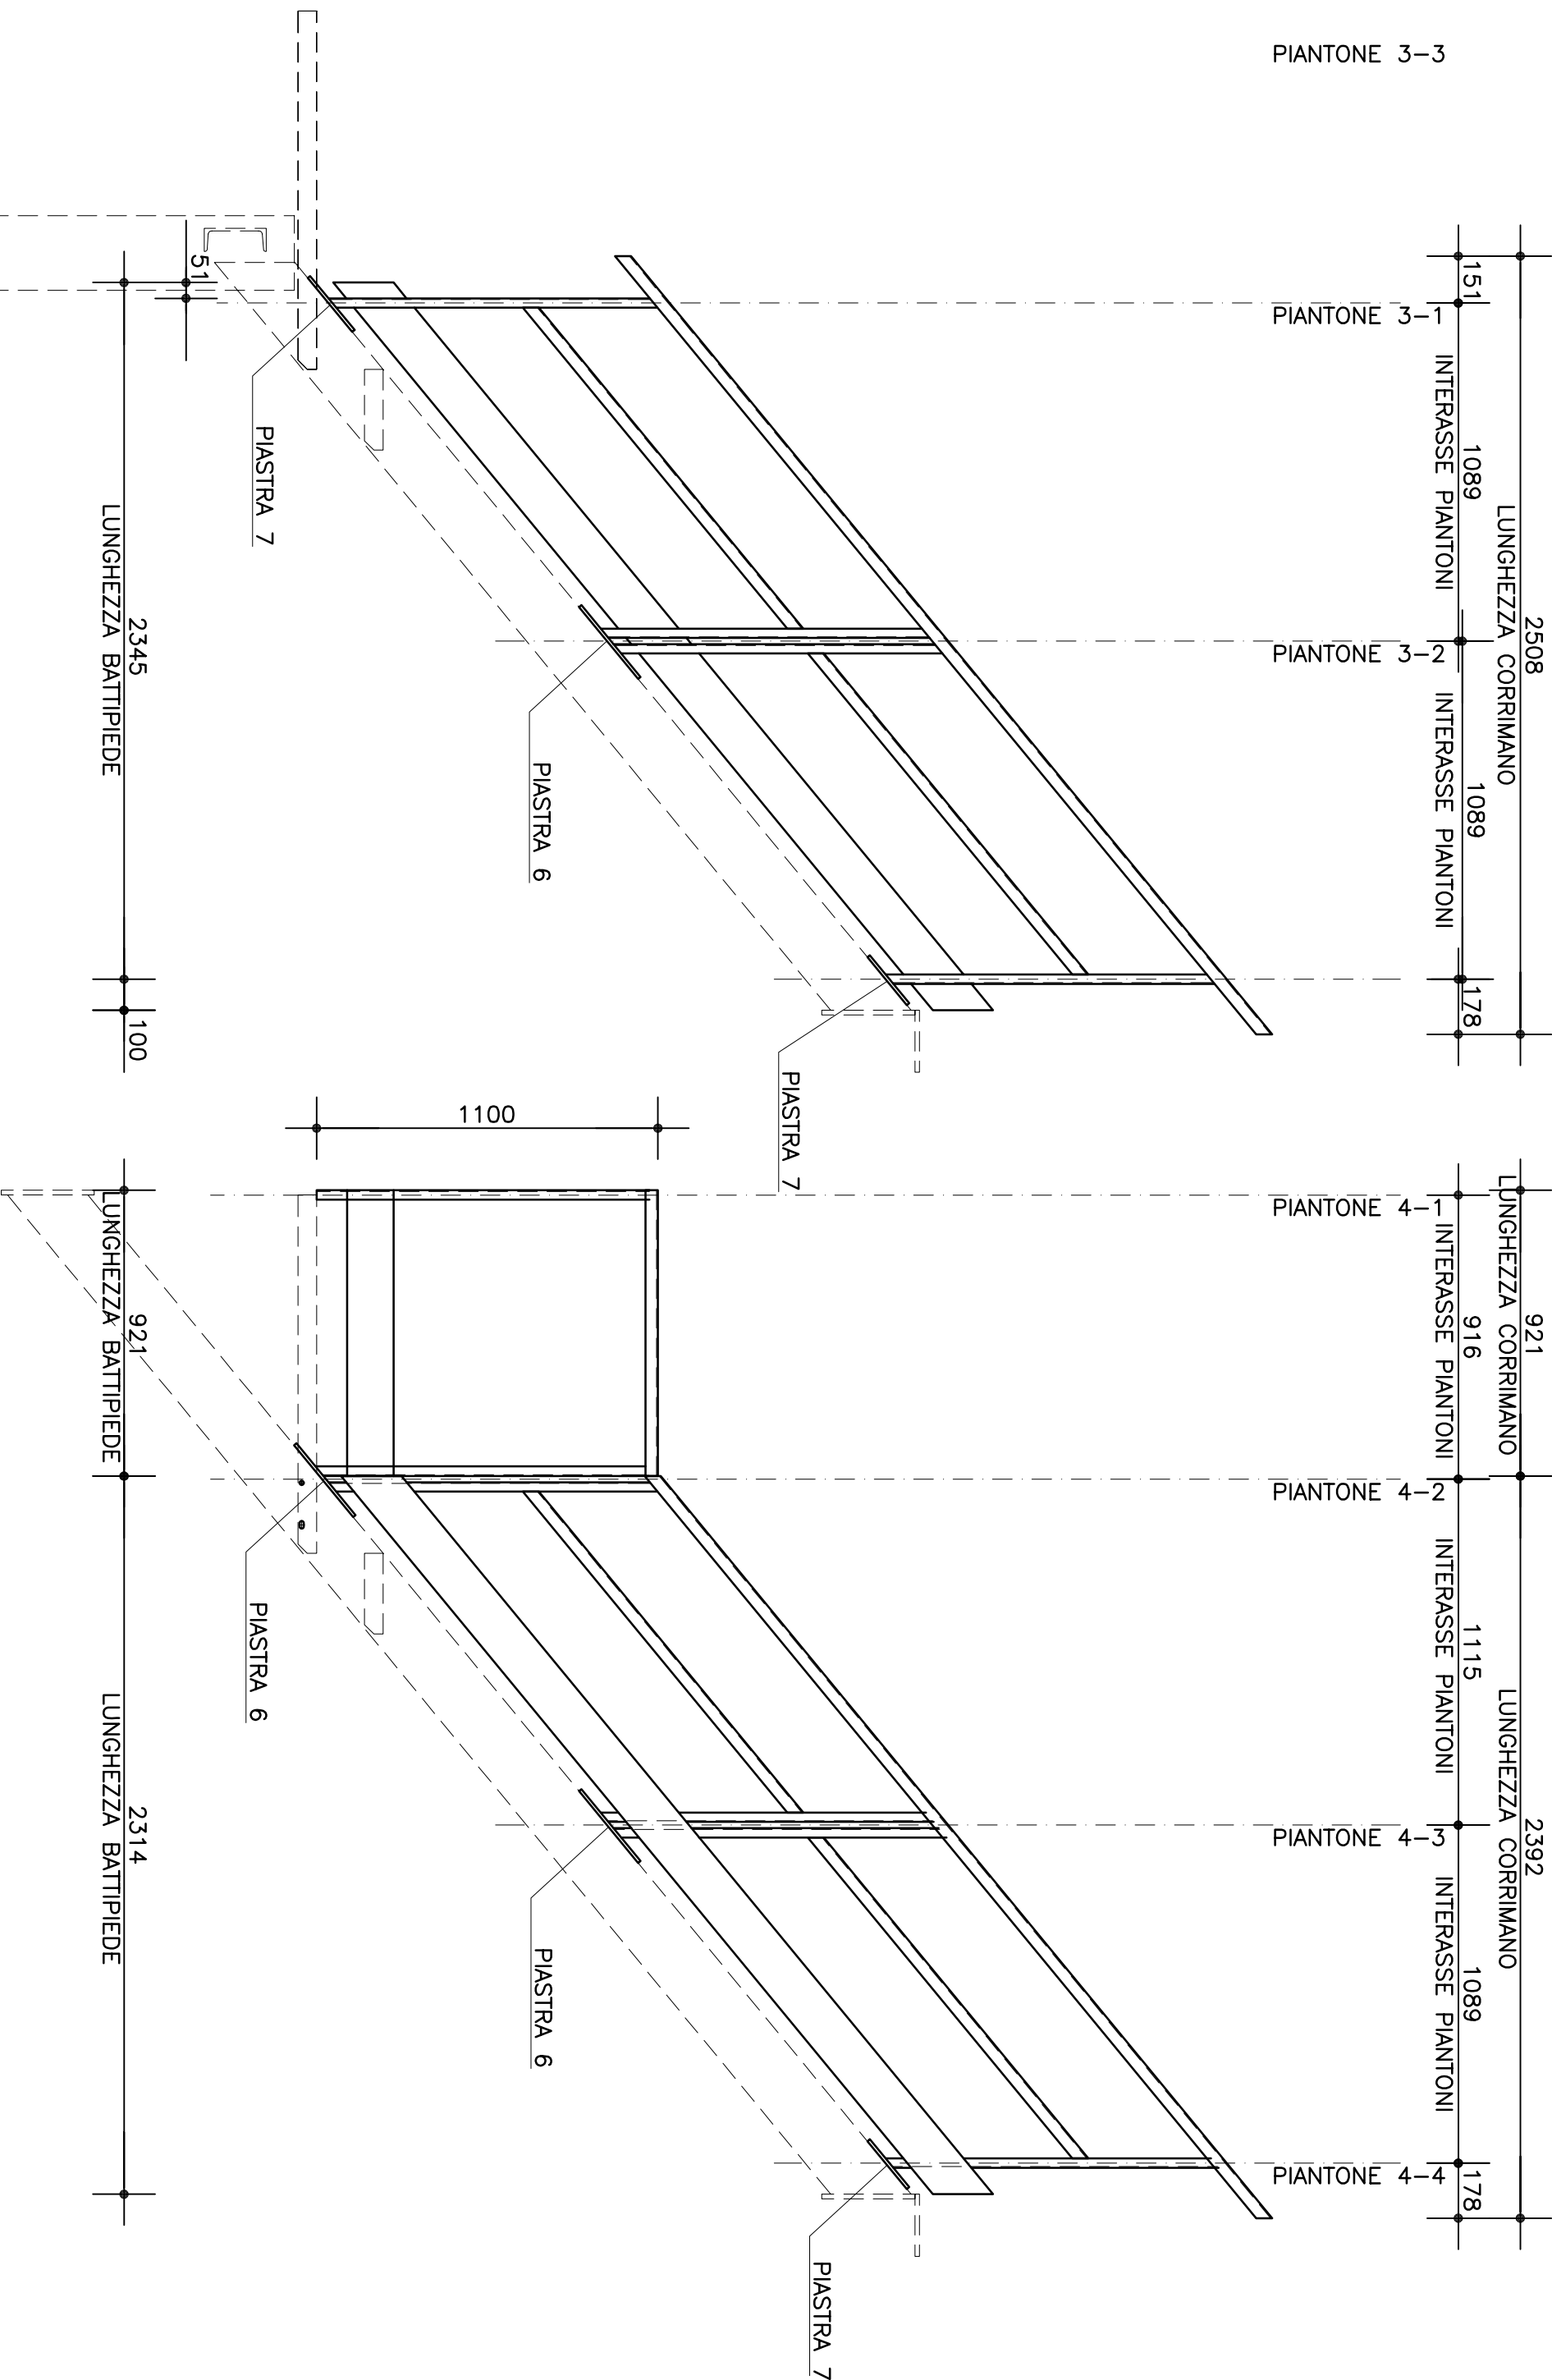 PIANTONE 3-3
2508
LUNGHEZZA CORRIMANO
151
1089
INTERASSE PIANTONI
1089
INTERASSE PIANTONI
178
PIANTONE 3-1
PIANTONE 3-2
PIASTRA 7
PIASTRA 6
PIASTRA 7
51
2345
LUNGHEZZA BATTIPIEDE
100
1100
921
LUNGHEZZA CORRIMANO
2392
LUNGHEZZA CORRIMANO
916
INTERASSE PIANTONI
1115
INTERASSE PIANTONI
1089
INTERASSE PIANTONI
178
PIANTONE 4-1
PIANTONE 4-2
PIANTONE 4-3
PIANTONE 4-4
PIASTRA 6
PIASTRA 6
PIASTRA 7
921
LUNGHEZZA BATTIPIEDE
2314
LUNGHEZZA BATTIPIEDE